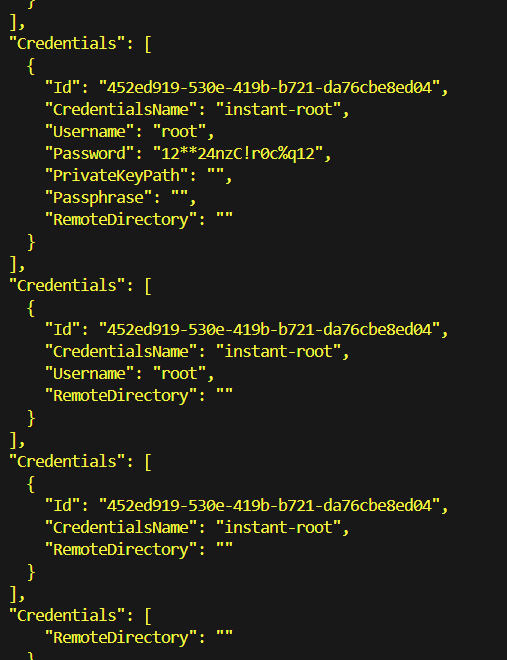 }
],
"Credentials": [
{
"Id": "452ed919-530e-419b-b721-da76cbe8ed04",
"CredentialsName": "instant-root",
"Username": "root",
"Password": "12**24nzC!r0c%q12",
"PrivateKeyPath": "",
"Passphrase": "",
"RemoteDirectory": ""
}
],
"Credentials": [
{
"Id": "452ed919-530e-419b-b721-da76cbe8ed04",
"CredentialsName": "instant-root",
"Username": "root",
"RemoteDirectory": ""
}
],
"Credentials": [
{
"Id": "452ed919-530e-419b-b721-da76cbe8ed04",
"CredentialsName": "instant-root",
"RemoteDirectory": ""
}
],
"Credentials": [
"RemoteDirectory": ""
}